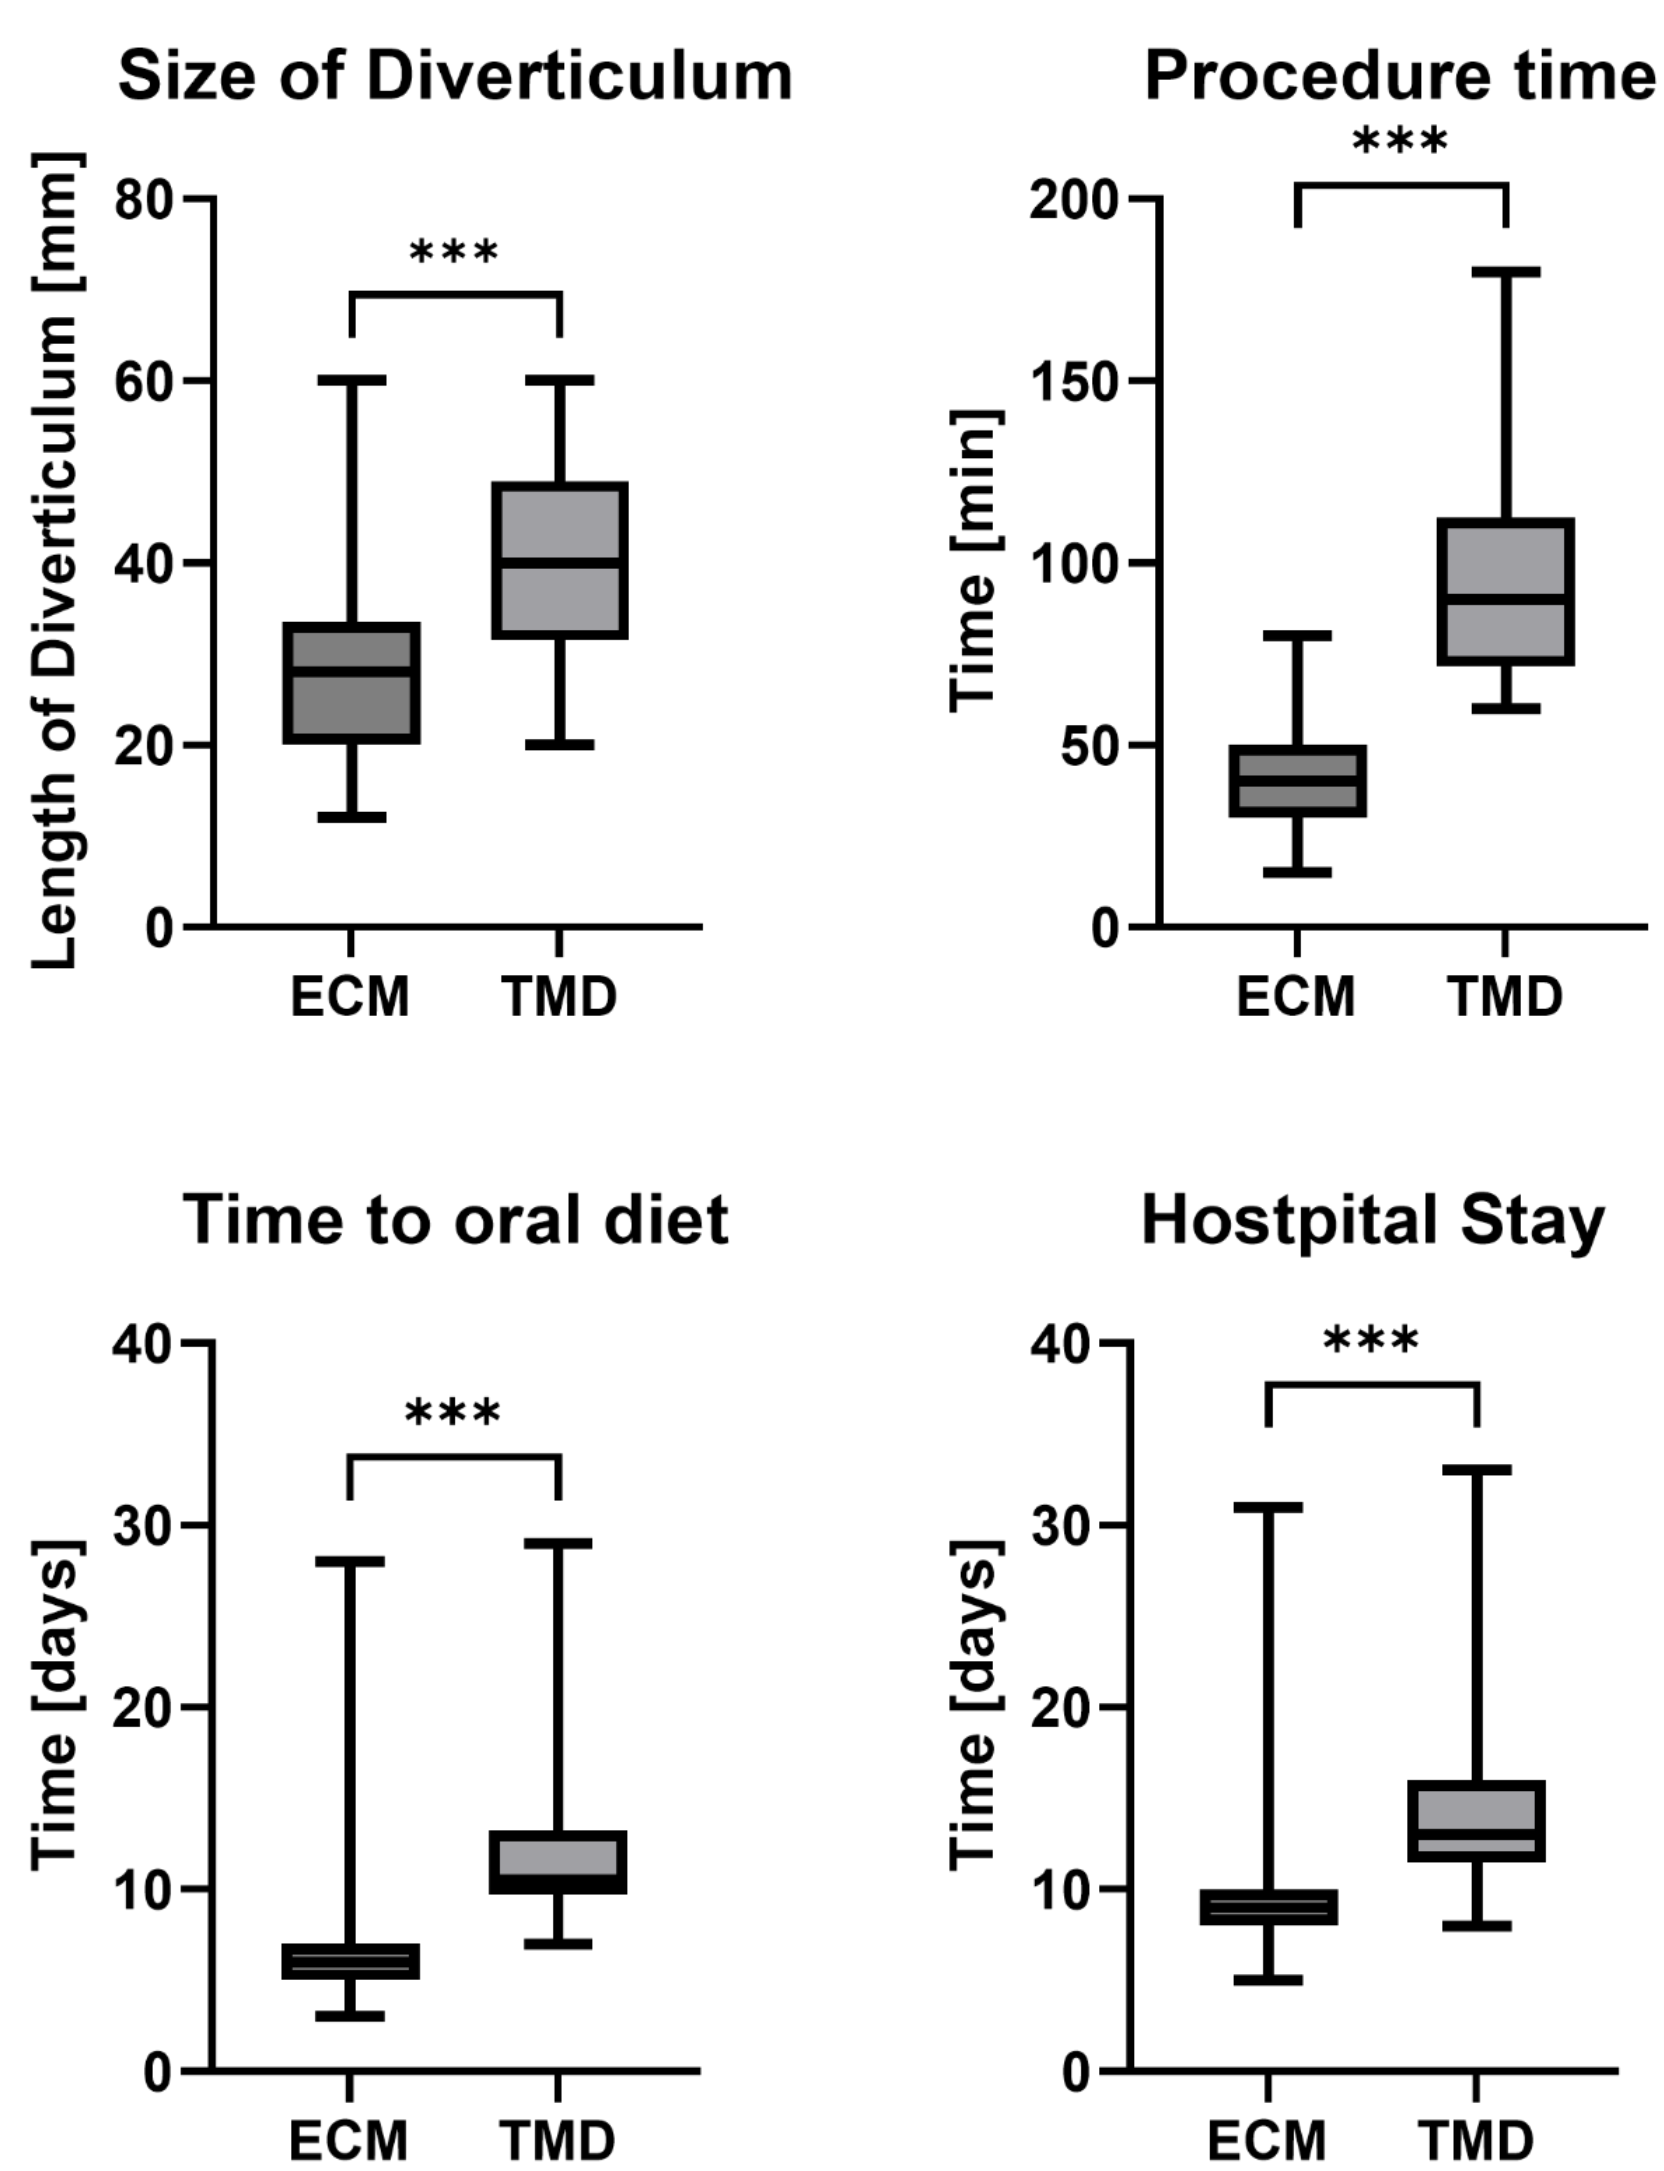 Size of Diverticulum
Length of Diverticulum [mm]
80
60
40
20
0
***
ECM TMD
Procedure time
Time [min]
200
150
100
50
0
***
ECM TMD
Time to oral diet
Time [days]
40
30
20
10
0
***
ECM TMD
Hostpital Stay
Time [days]
40
30
20
10
0
***
ECM TMD